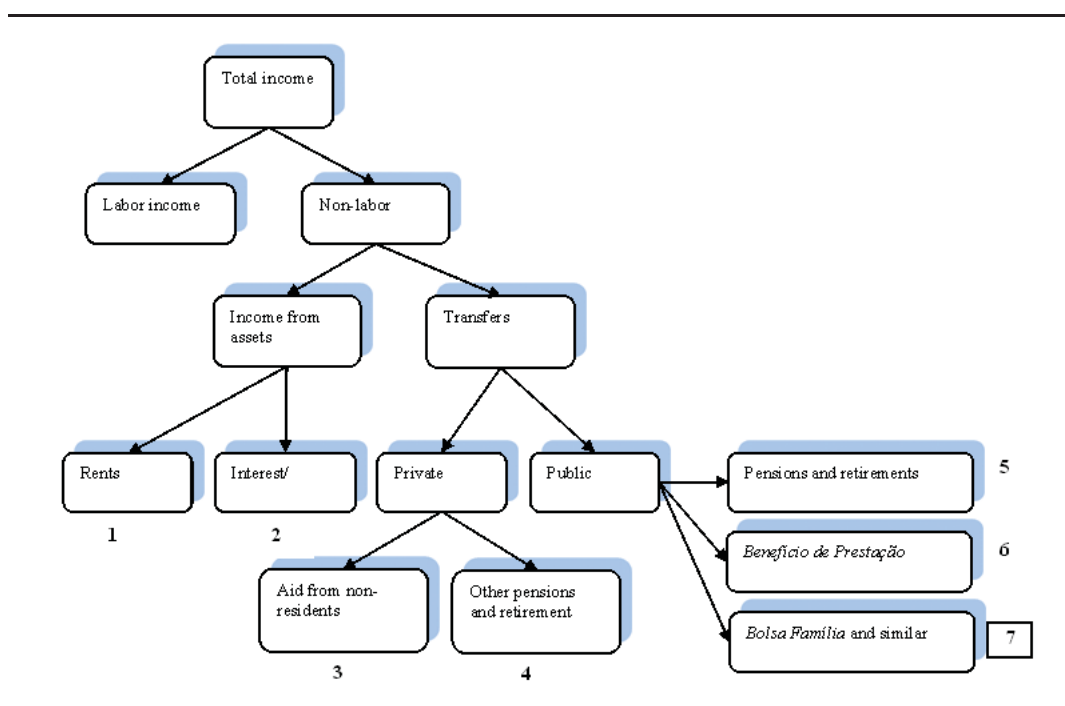 Total income
Labor income
Non-labor
Income from
assets
Transfers
Rents
Interest/
Private
Public
Pensions and retirements
5
1
2
Benefício de Prestação
6
Aid from non-
residents
Other pensions
and retirement
Bolsa Família and similar
7
3
4